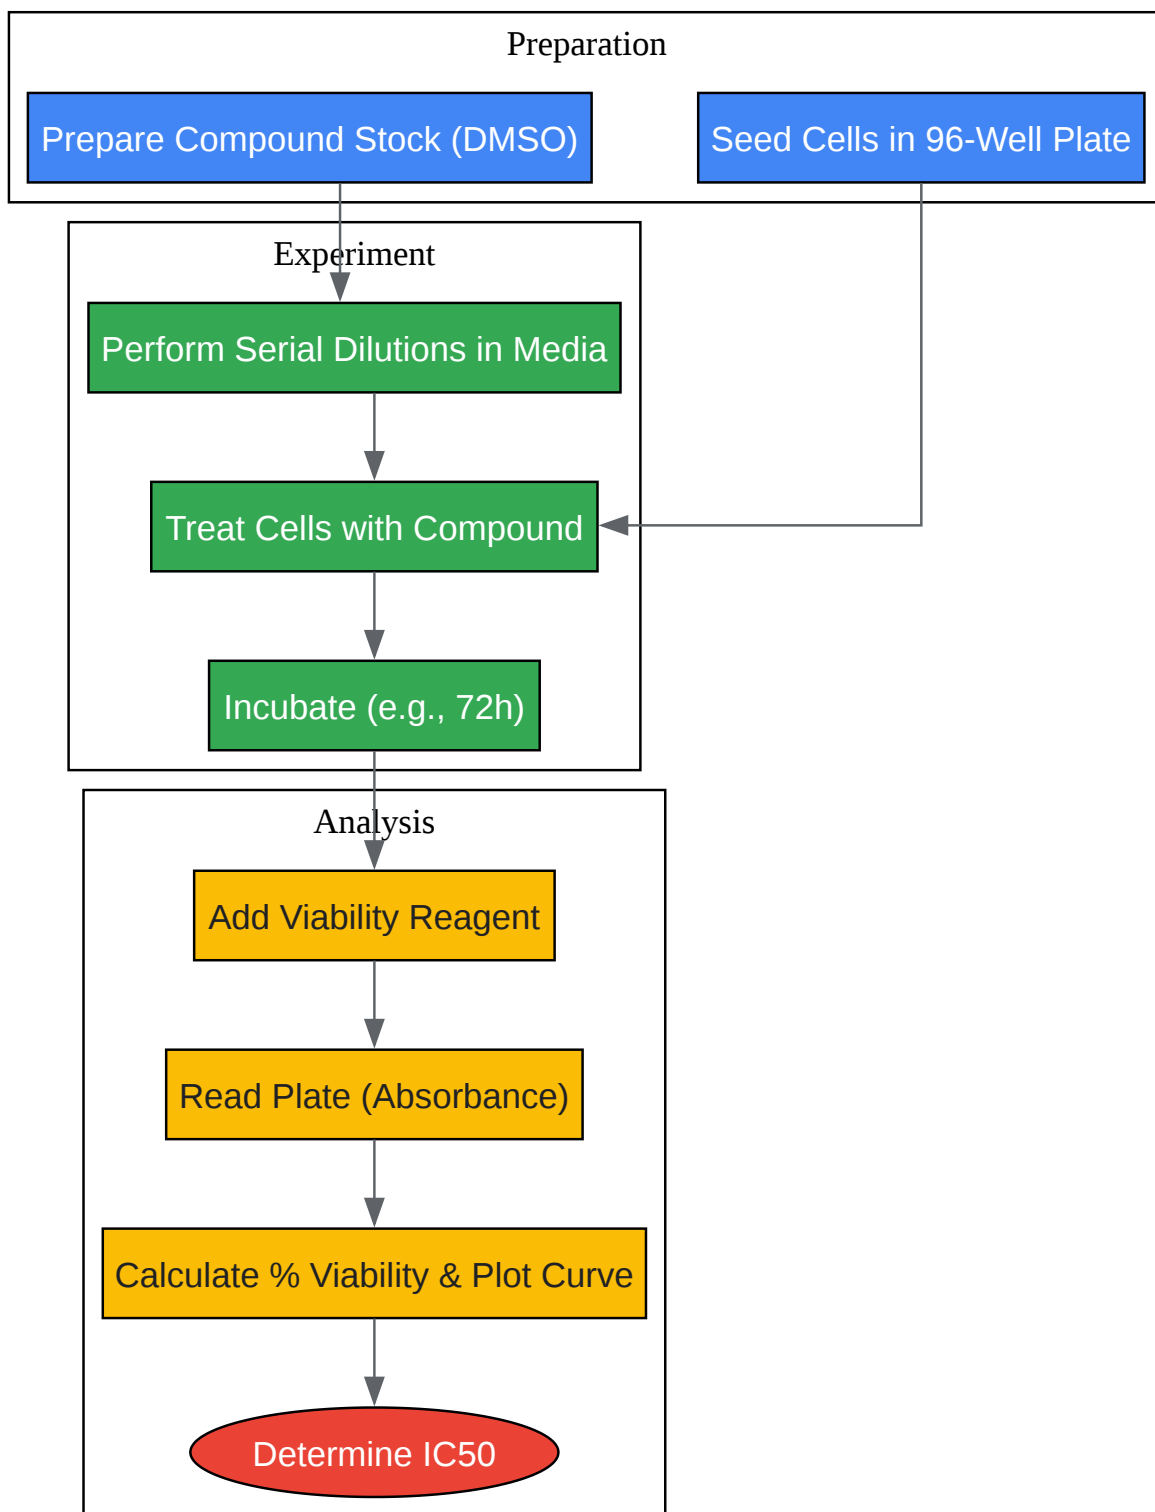 Preparation
Prepare Compound Stock (DMSO)
Seed Cells in 96-Well Plate
Experiment
Perform Serial Dilutions in Media
Treat Cells with Compound
Incubate (e.g., 72h)
Analysis
Add Viability Reagent
Read Plate (Absorbance)
Calculate % Viability & Plot Curve
Determine IC50